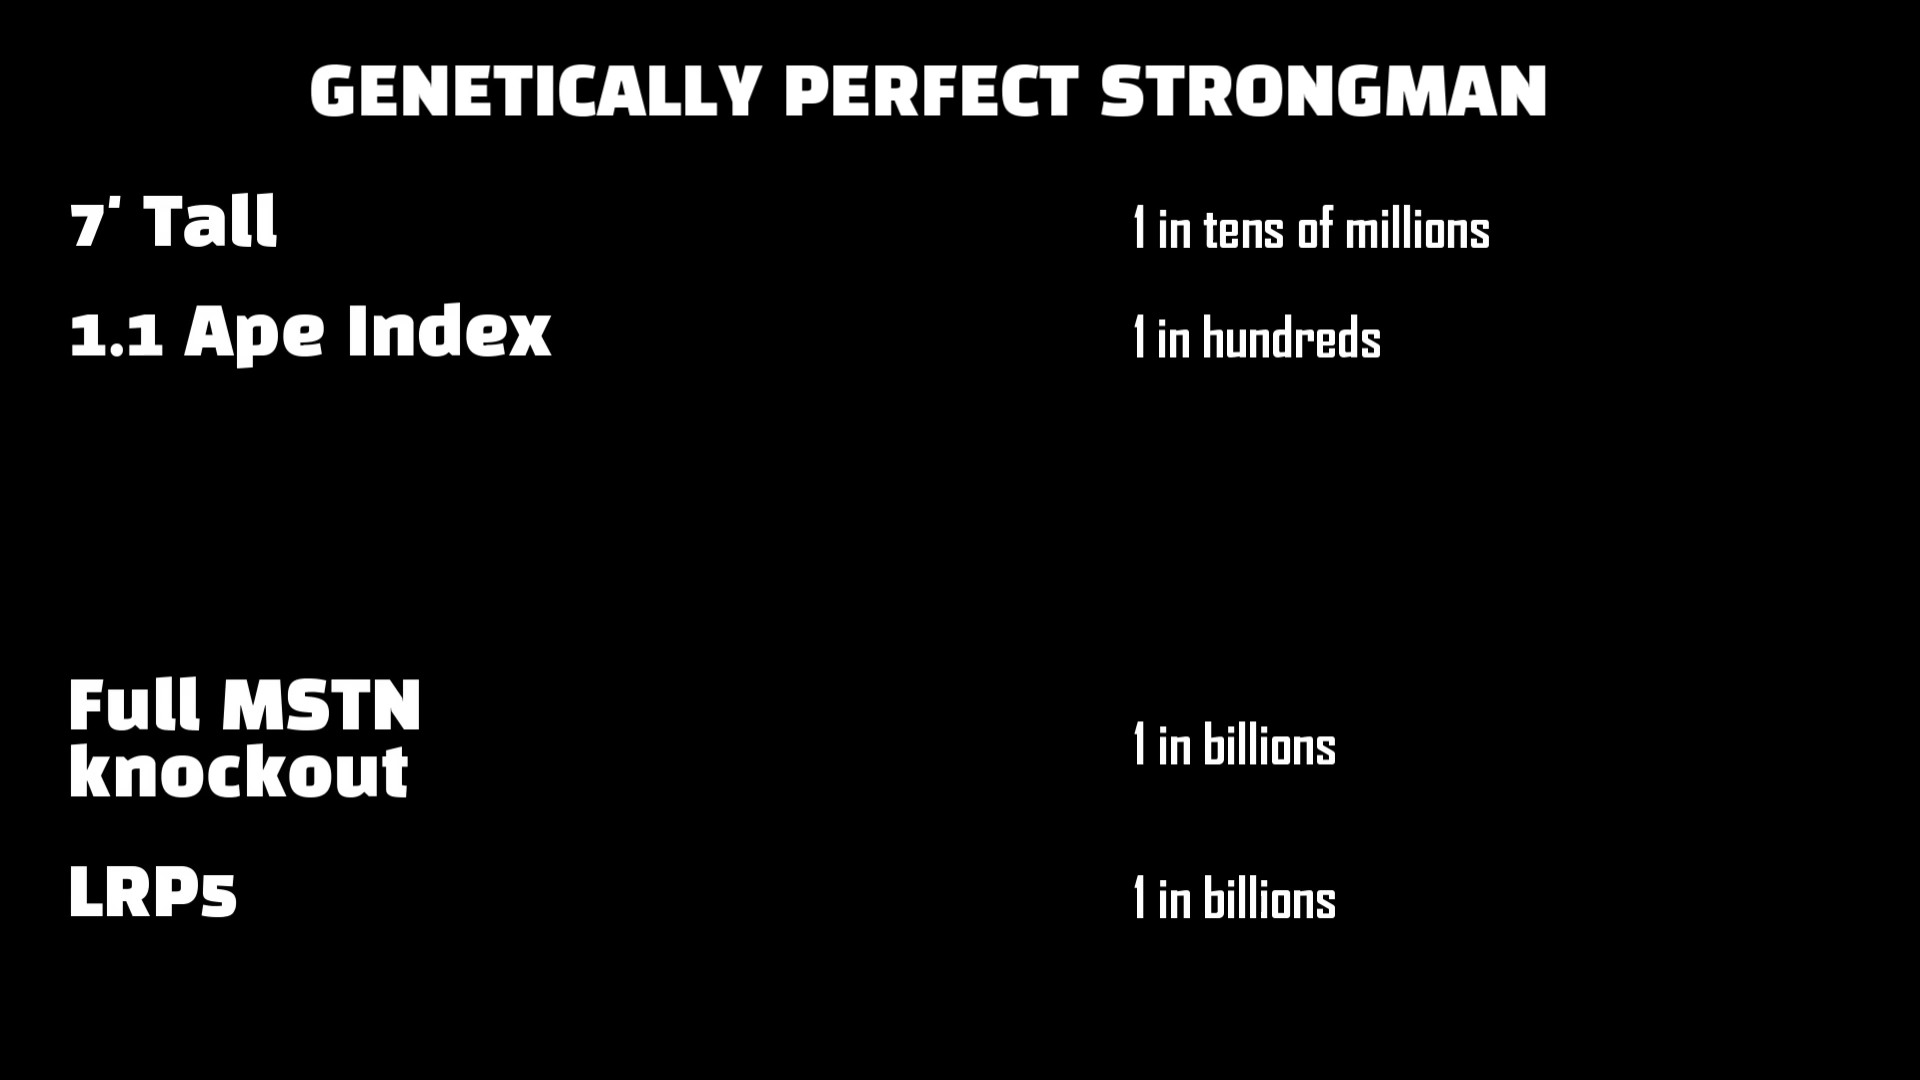 GENETICALLY PERFECT STRONGMAN
7' Tall
1 in tens of millions
1.1 Ape Index
1 in hundreds
Full MSTN
knockout
1 in billions
LRP5
1 in billions